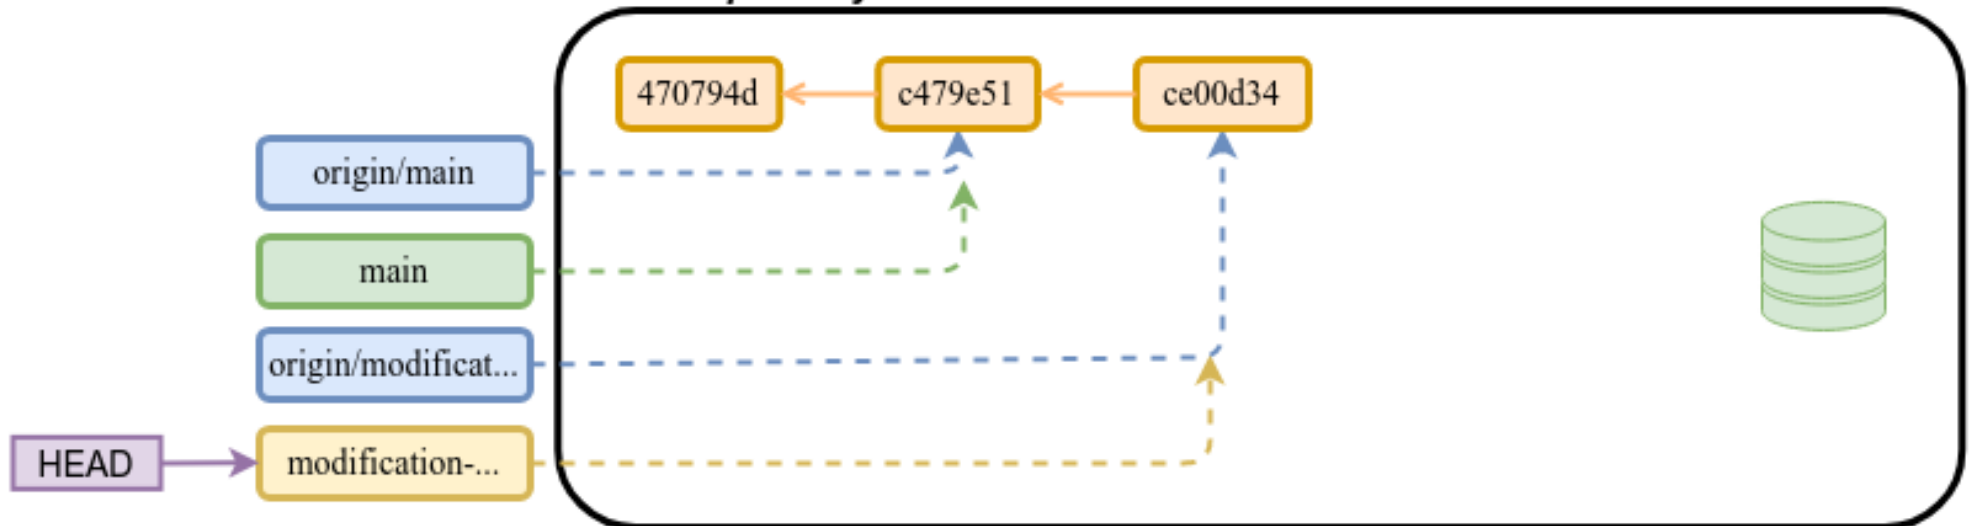 470794d
c479e51
ce00d34
origin/main
main
origin/modificat...
HEAD
modification-...